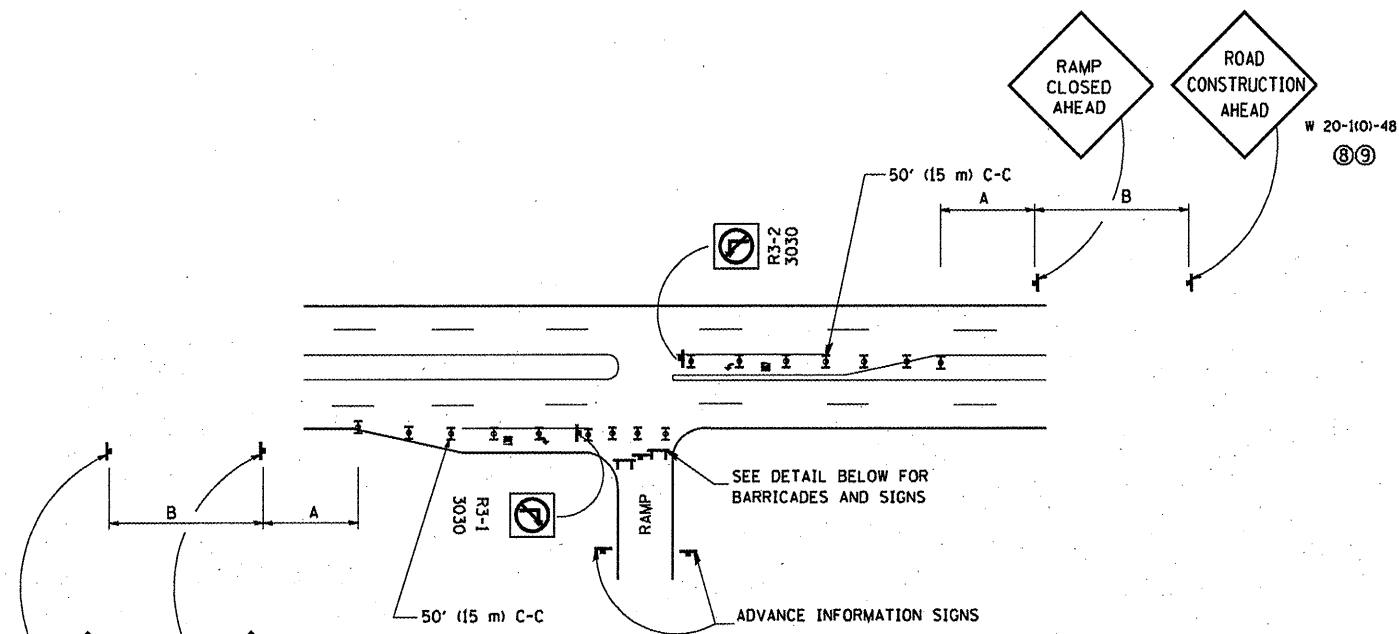 RAMP
CLOSED
AHEAD
ROAD
CONSTRUCTION
AHEAD
W 20-1(O)-48
⑧⑨
50' (15 m) C-C
A
B
R3-2
3030
SEE DETAIL BELOW FOR
BARRICADES AND SIGNS
B
A
R3-1
3030
RAMP
50' (15 m) C-C
ADVANCE INFORMATION SIGNS